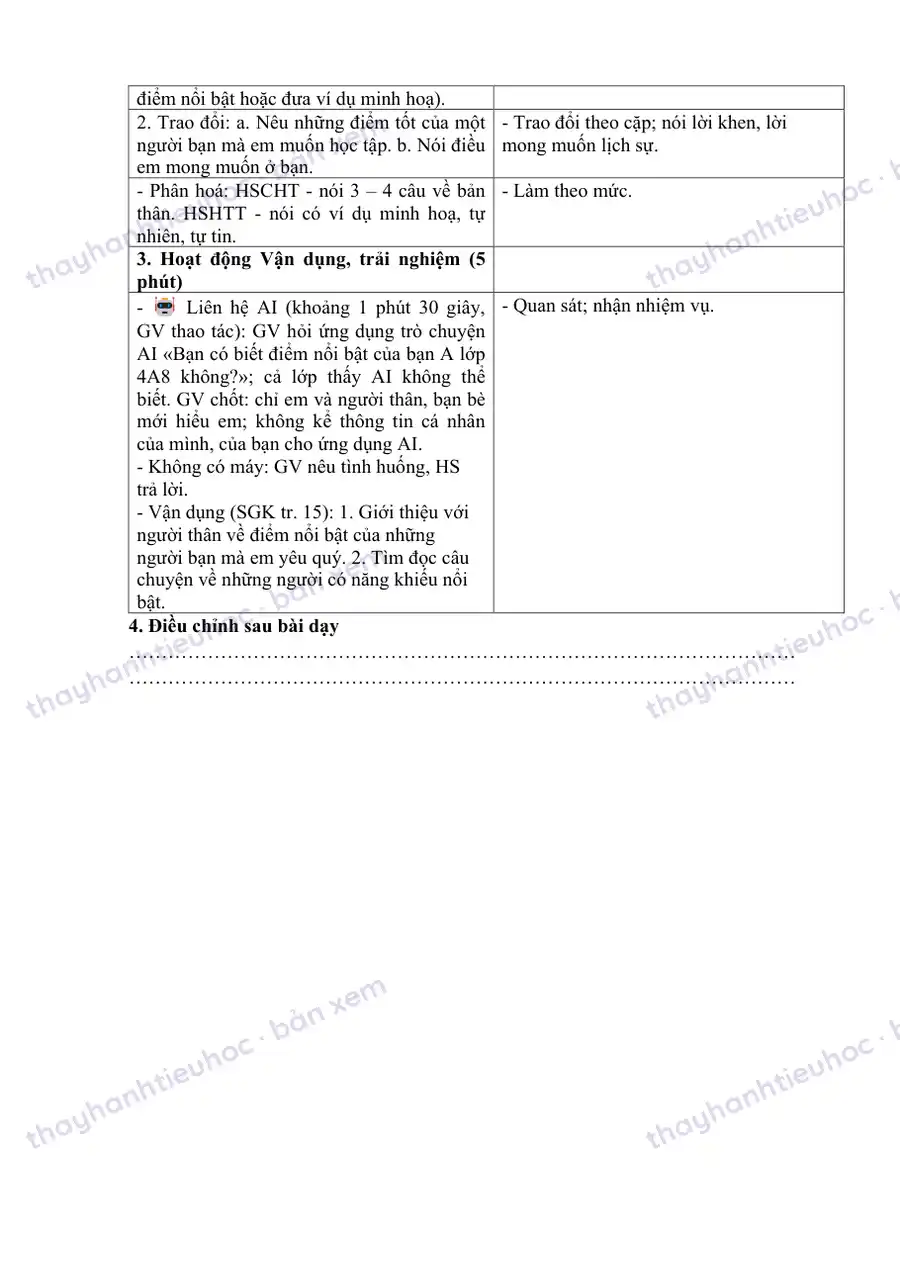 điểm nổi bật hoặc đưa ví dụ minh hoạ).
2. Trao đổi: a. Nêu những điểm tốt của một
người bạn mà em muốn học tập. b. Nói điều
em mong muốn ở bạn.
- Trao đổi theo cặp; nói lời khen, lời
mong muốn lịch sự.
- Phân hoá: HSCHT - nói 3 – 4 câu về bản
thân. HSHTT - nói có ví dụ minh hoạ, tự
nhiên, tự tin.
- Làm theo mức.
3. Hoạt động Vận dụng, trải nghiệm (5
phút)
- 🤖 Liên hệ AI (khoảng 1 phút 30 giây,
GV thao tác): GV hỏi ứng dụng trò chuyện
AI «Bạn có biết điểm nổi bật của bạn A lớp
4A8 không?»; cả lớp thấy AI không thể
biết. GV chốt: chỉ em và người thân, bạn bè
mới hiểu em; không kể thông tin cá nhân
của mình, của bạn cho ứng dụng AI.
- Không có máy: GV nêu tình huống, HS
trả lời.
- Vận dụng (SGK tr. 15): 1. Giới thiệu với
người thân về điểm nổi bật của những
người bạn mà em yêu quý. 2. Tìm đọc câu
chuyện về những người có năng khiếu nổi
bật.
- Quan sát; nhận nhiệm vụ.
4. Điều chỉnh sau bài dạy
……………………………………………………………………………………………
……………………………………………………………………………………………
thayhanhtieuhoc · bản xem
thayhanhtieuhoc · b
thayhanhtieuhoc · bản xem
thayhanhtieuhoc · b
thayhanhtieuhoc · bản xem
thayhanhtieuhoc · b